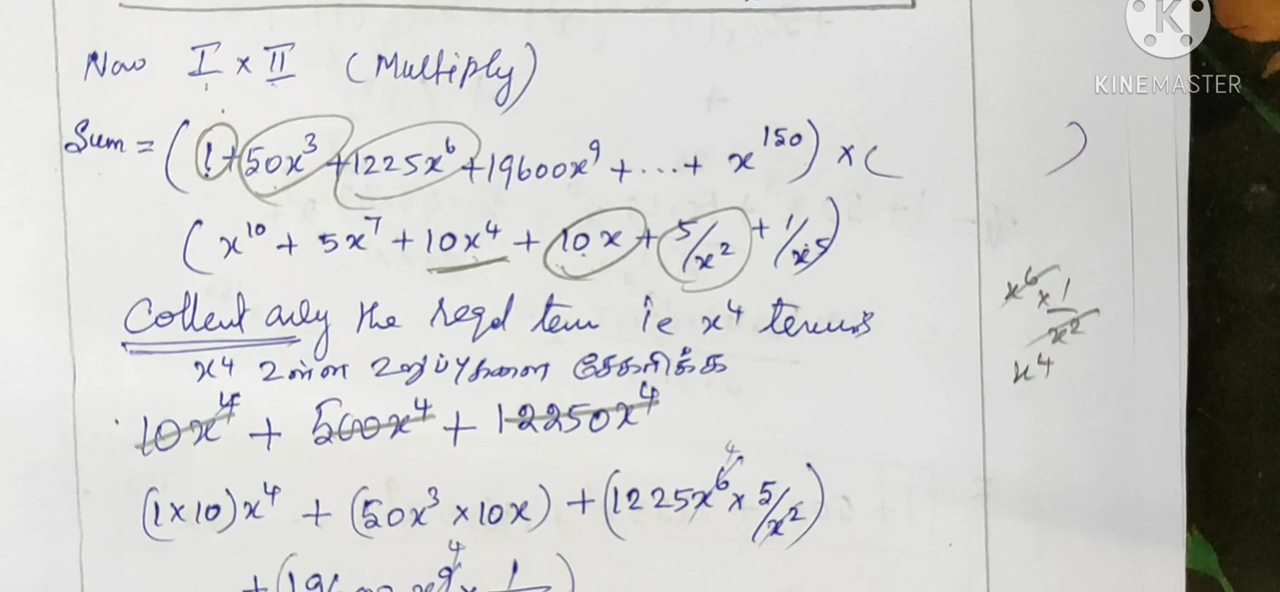 K
KINEMASTER
Now I × II (Multiply)
Sum = (1 + 50x³ + 1225x⁶ + 19600x⁹ + ... + x¹⁵⁰) × ( )
(x¹⁰ + 5x⁷ + 10x⁴ + 10x + 5/x² + 1/x⁵)
Collent only the reqd term ie x⁴ terms
x⁴ உள்ள உறுப்புகளை சேகரிக்க
10x⁴ + 500x⁴ + 12250x⁴
(1×10)x⁴ + (50x³ × 10x) + (1225x⁶ × 5/x²)
4
x⁶ × 1/x²
x⁴